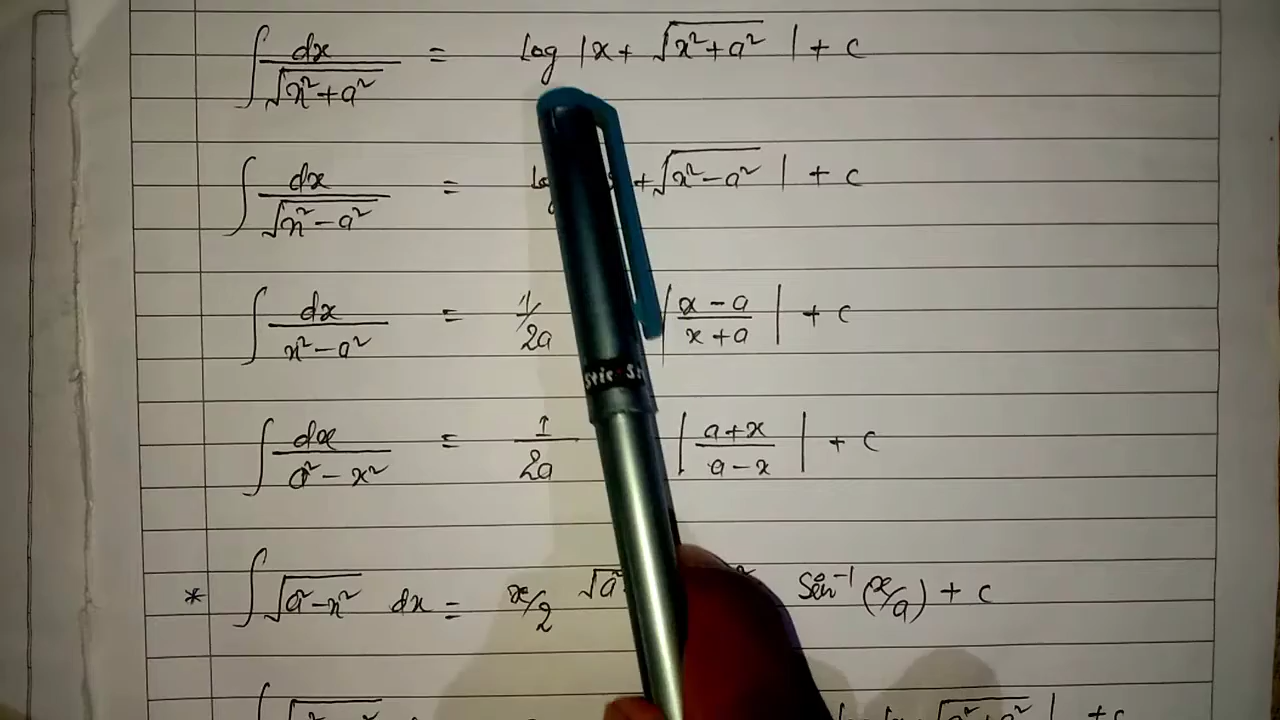 ∫ dx/√(x²+a²) = Log |x + √(x²+a²) | + c
∫ dx/√(x²−a²) = + √(x²−a²) | + c
∫ dx/(x²−a²) = 1/2a |(x−a)/(x+a)| + c
∫ dx/(a²−x²) = 1/2a |(a+x)/(a−x)| + c
* ∫ √(a²−x²) dx = x/2 √a² Sin⁻¹ (x/a) + c